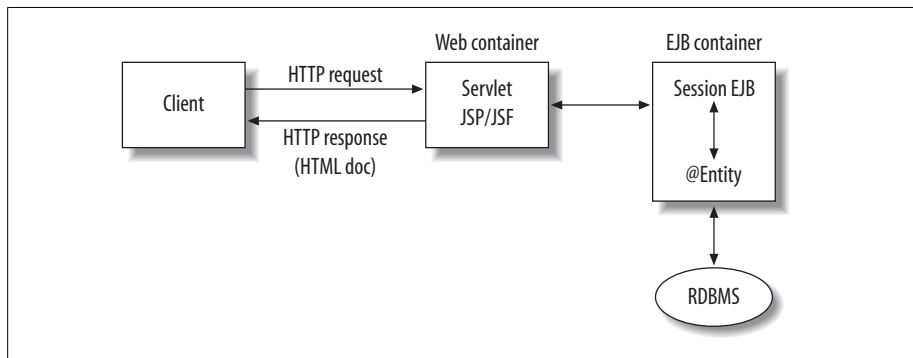 Web container
EJB container
Client
HTTP request
HTTP response
(HTML doc)
Servlet
JSP/JSF
Session EJB
@Entity
RDBMS